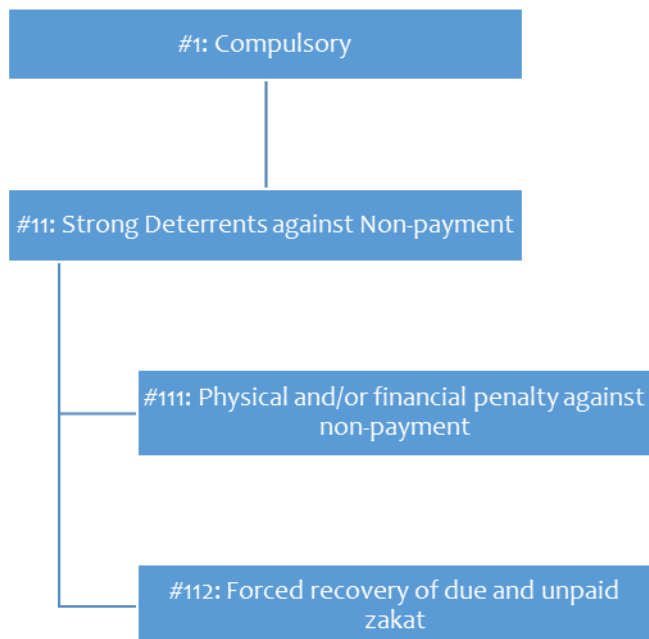 #1: Compulsory
#11: Strong Deterrents against Non-payment
#111: Physical and/or financial penalty against
non-payment
#112: Forced recovery of due and unpaid
zakat